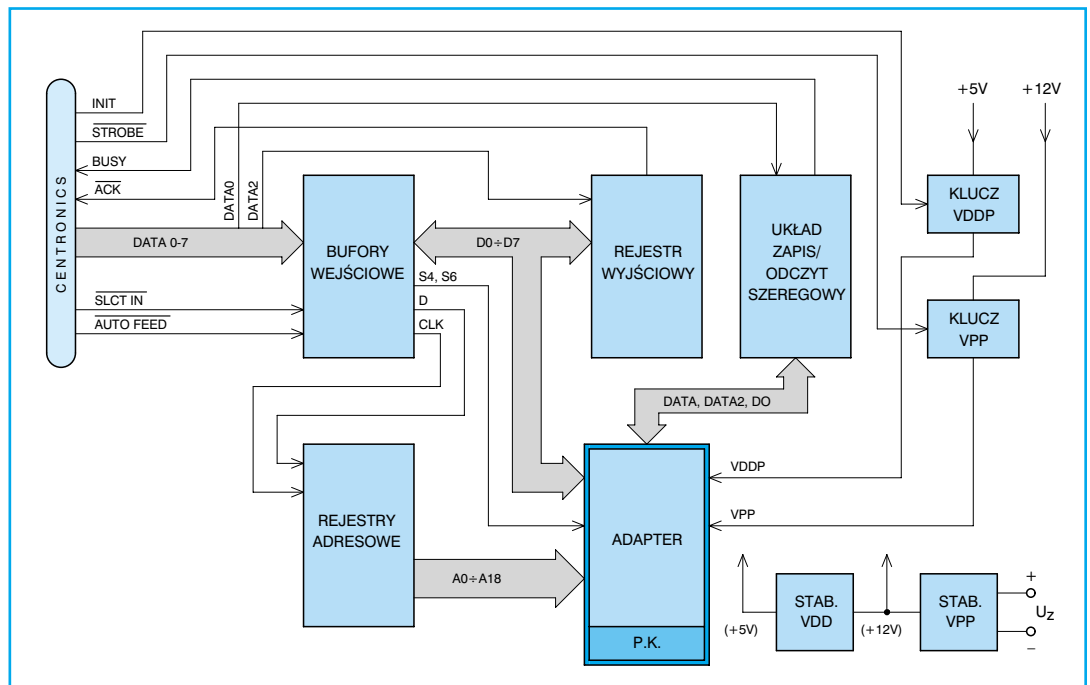 CENTRONICS
INIT
STROBE
BUSY
ACK
DATA0
DATA2
DATA 0-7
SLCT IN
AUTO FEED
BUFORY
WEJŚCIOWE
D0÷D7
S4, S6
D
CLK
REJESTR
WYJŚCIOWY
UKŁAD
ZAPIS/
ODCZYT
SZEREGOWY
+5V
+12V
KLUCZ
VDDP
KLUCZ
VPP
DATA, DATA2, DO
REJESTRY
ADRESOWE
A0÷A18
ADAPTER
P.K.
VDDP
VPP
(+5V)
STAB.
VDD
(+12V)
STAB.
VPP
+
UZ
−